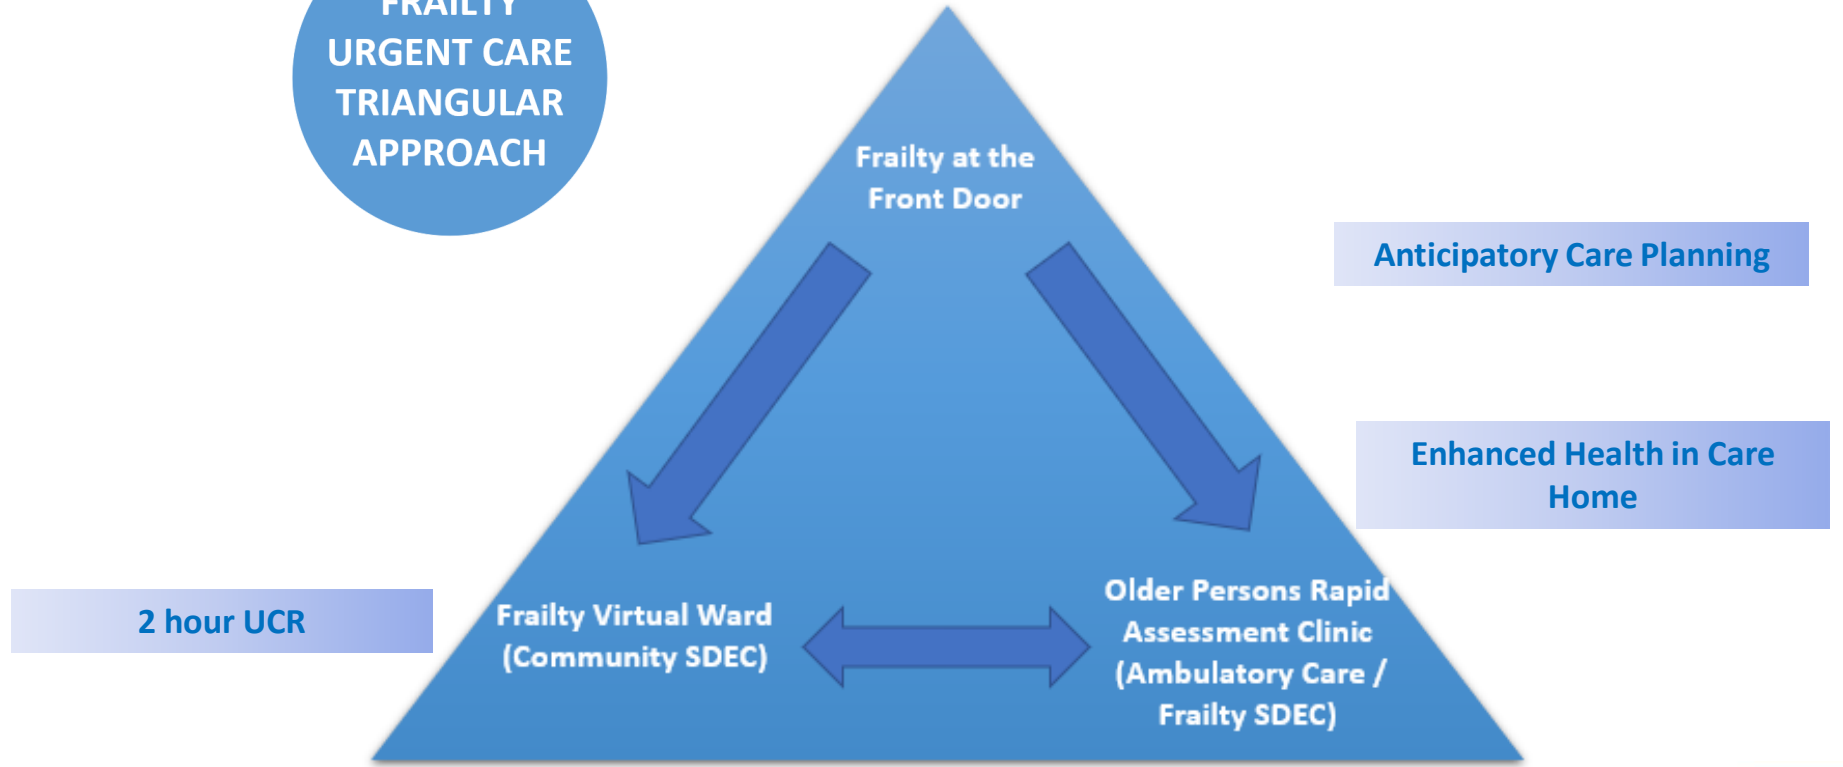 FRAILTY
URGENT CARE
TRIANGULAR
APPROACH
Frailty at the
Front Door
Anticipatory Care Planning
Enhanced Health in Care
Home
2 hour UCR
Frailty Virtual Ward
(Community SDEC)
Older Persons Rapid
Assessment Clinic
(Ambulatory Care /
Frailty SDEC)